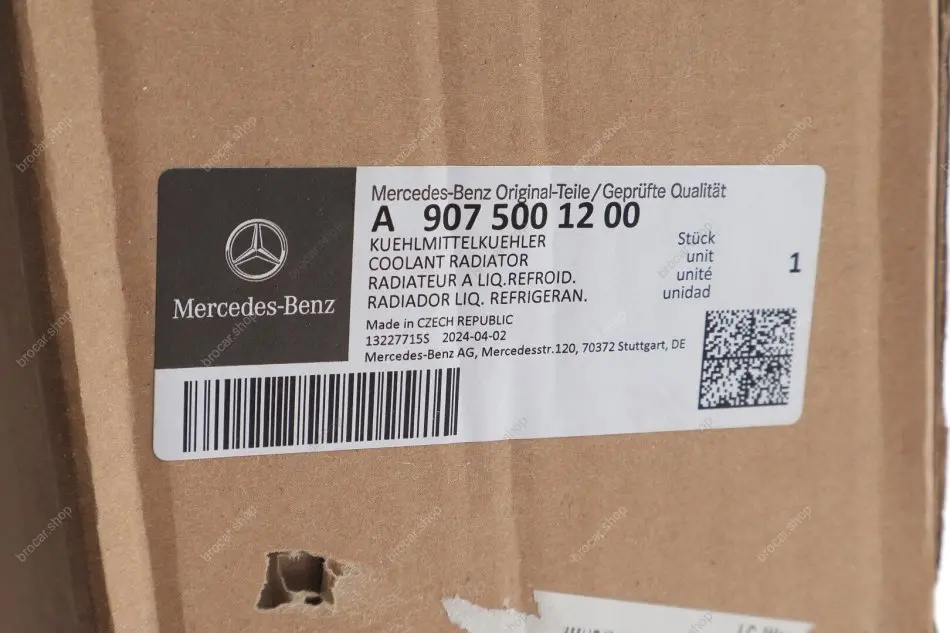 Mercedes-Benz Original-Teile/Geprüfte Qualität
A 907 500 12 00
KUEHLMITTELKUEHLER
COOLANT RADIATOR
RADIATEUR A LIQ.REFROID.
RADIADOR LIQ. REFRIGERAN.
Stück
unit
unité
unidad
1
Mercedes-Benz
Made in CZECH REPUBLIC
13227715S 2024-04-02
Mercedes-Benz AG, Mercedesstr.120, 70372 Stuttgart, DE
brocar.shop